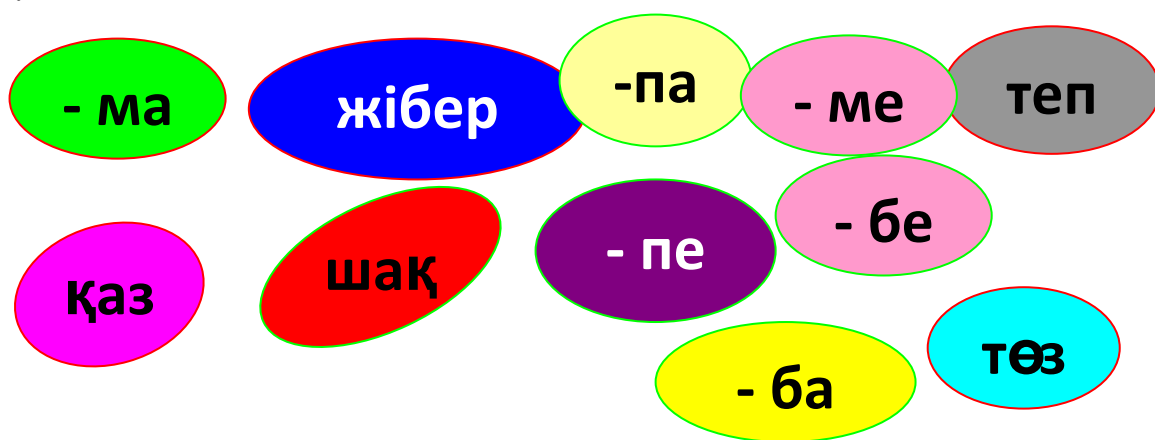 - ма
жібер
-па
- ме
теп
қаз
шақ
- пе
- бе
- ба
төз